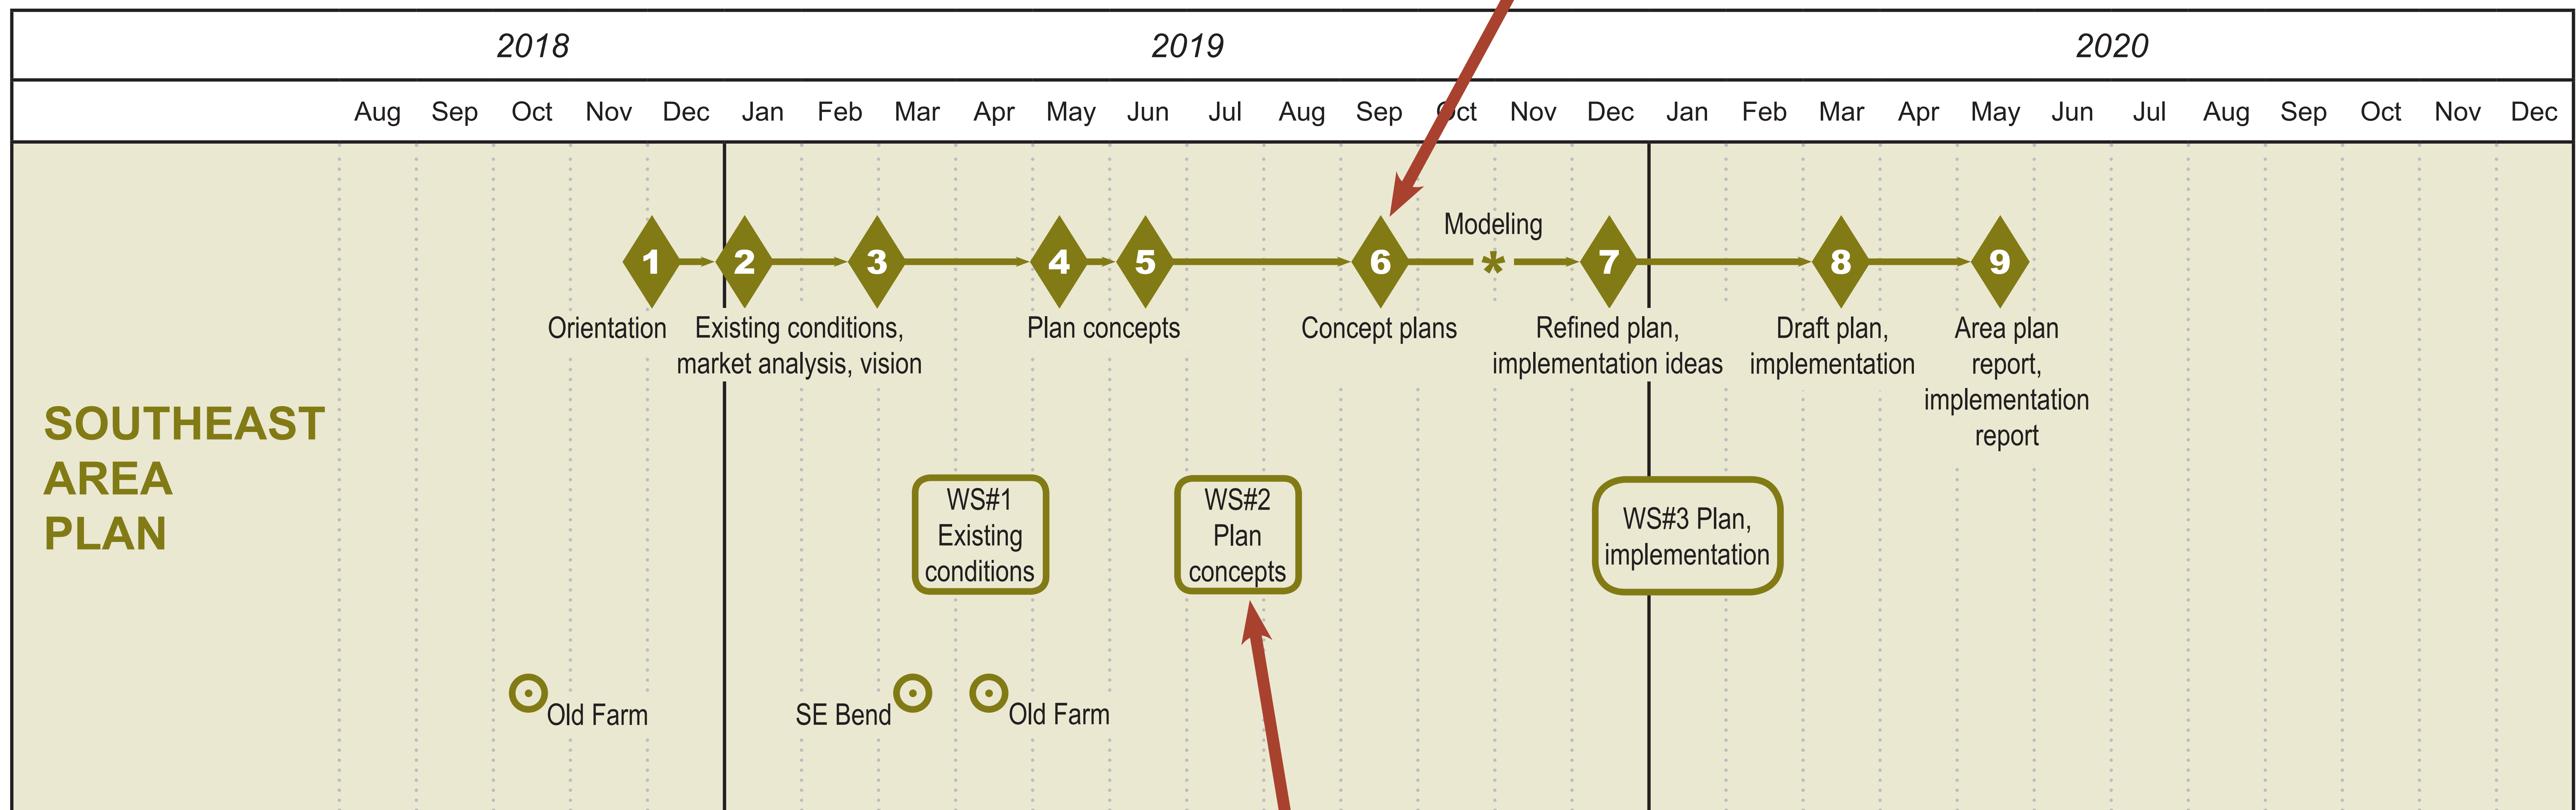 2018 2019 2020
Aug Sep Oct Nov Dec Jan Feb Mar Apr May Jun Jul Aug Sep Oct Nov Dec Jan Feb Mar Apr May Jun Jul Aug Sep Oct Nov Dec
Modeling
1 2 3 4 5 6 * 7 8 9
Orientation
Existing conditions,
market analysis, vision
Plan concepts
Concept plans
Refined plan,
implementation ideas
Draft plan,
implementation
Area plan
report,
implementation
report
SOUTHEAST
AREA
PLAN
WS#1
Existing
conditions
WS#2
Plan
concepts
WS#3 Plan,
implementation
Old Farm
SE Bend
Old Farm